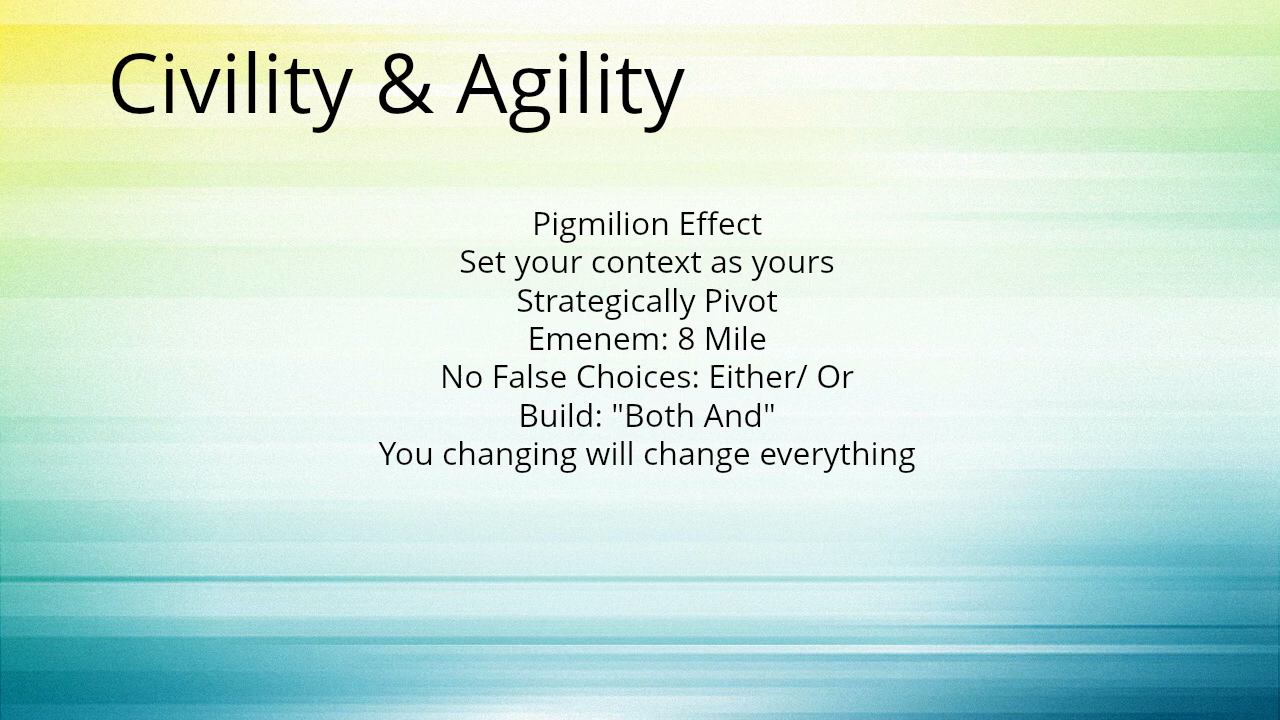 Civility & Agility
Pigmilion Effect
Set your context as yours
Strategically Pivot
Emenem: 8 Mile
No False Choices: Either/ Or
Build: "Both And"
You changing will change everything